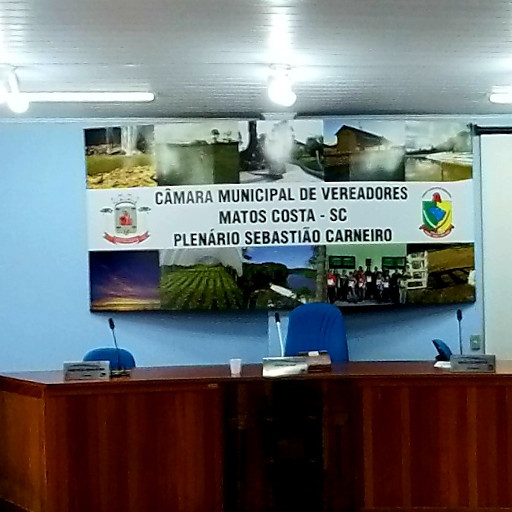 CÂMARA MUNICIPAL DE VEREADORES
MATOS COSTA - SC
PLENÁRIO SEBASTIÃO CARNEIRO